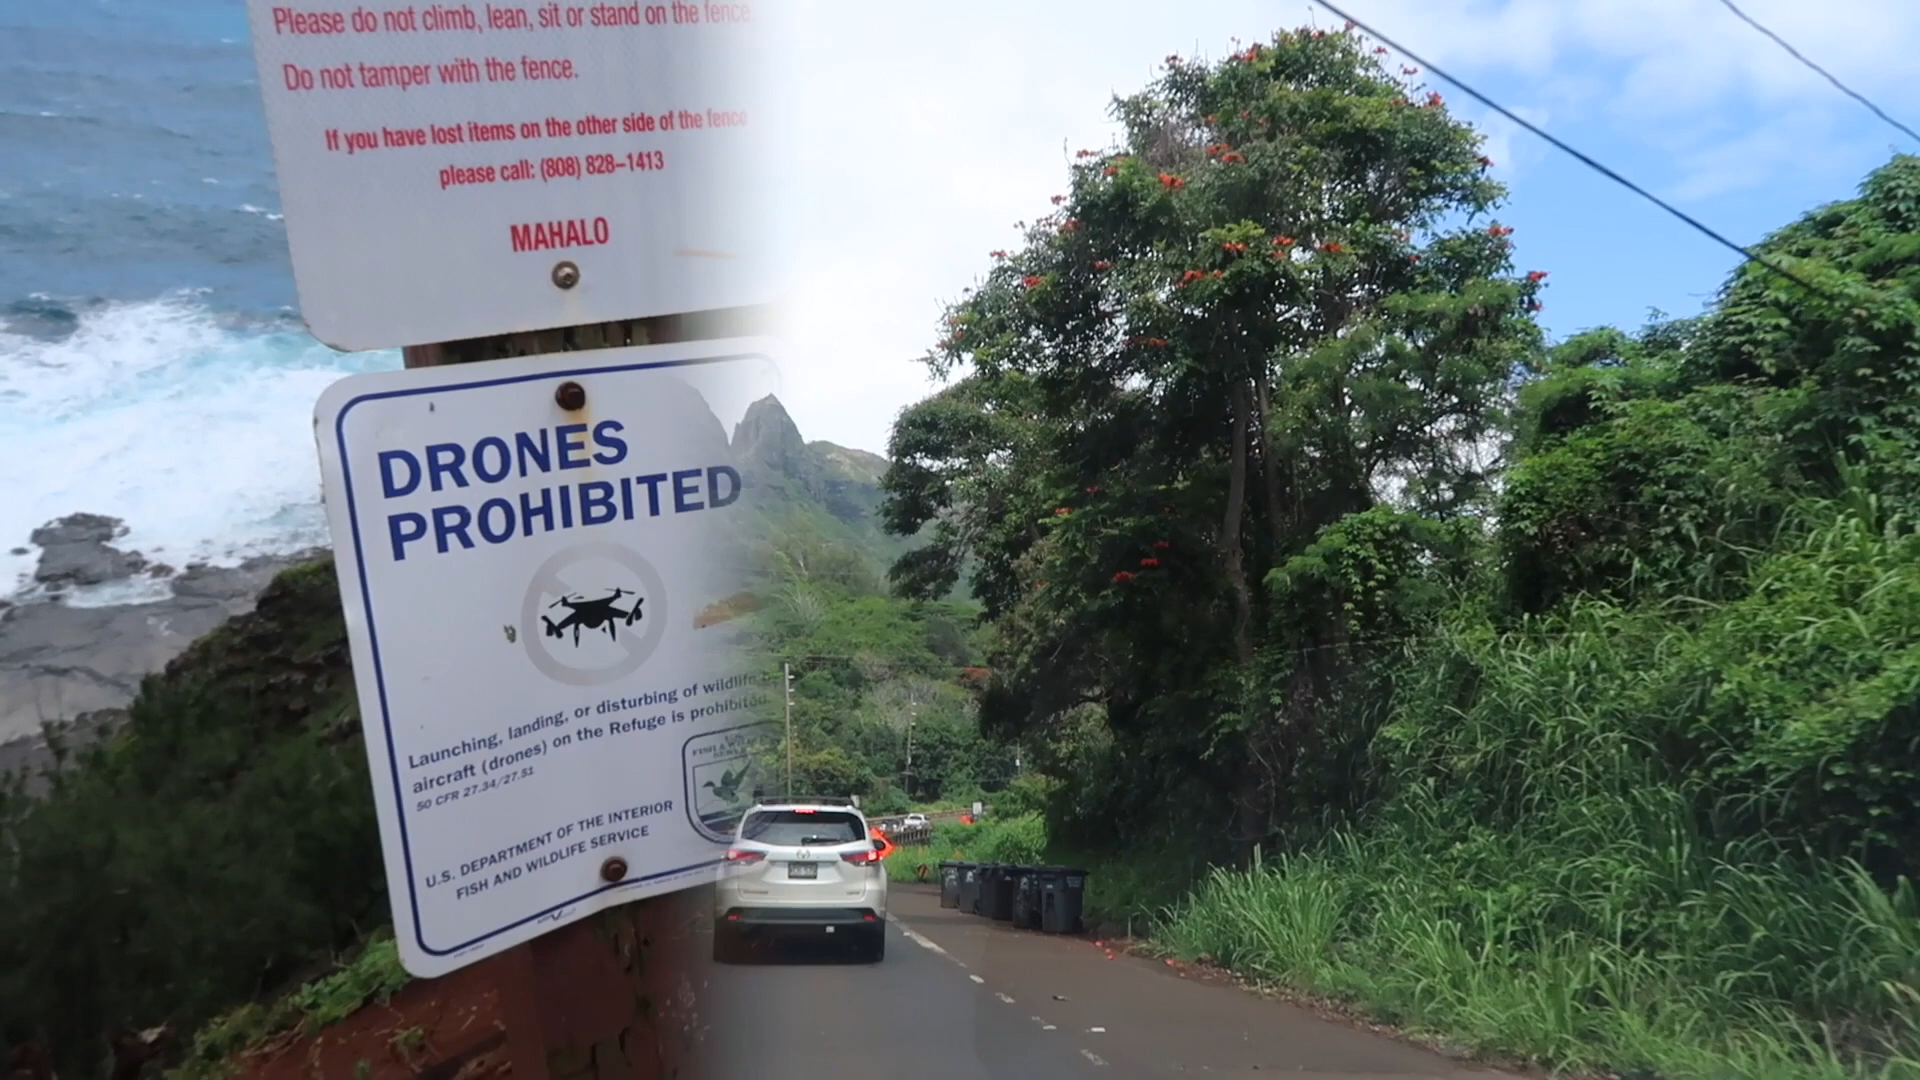 Please do not climb, lean, sit or stand on the fence.
Do not tamper with the fence.
If you have lost items on the other side of the fence
please call: (808) 828–1413
MAHALO
DRONES
PROHIBITED
Launching, landing, or disturbing of wildlife
aircraft (drones) on the Refuge is prohibited.
50 CFR 27.34/27.51
U.S. DEPARTMENT OF THE INTERIOR
FISH AND WILDLIFE SERVICE
FISH & WILDLIFE